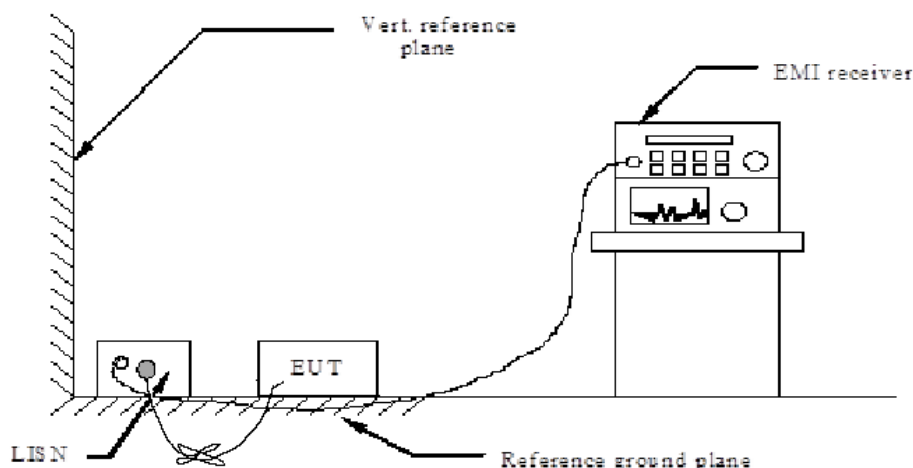 Vert. reference
plane
EMI receiver
EUT
LISN
Reference ground plane